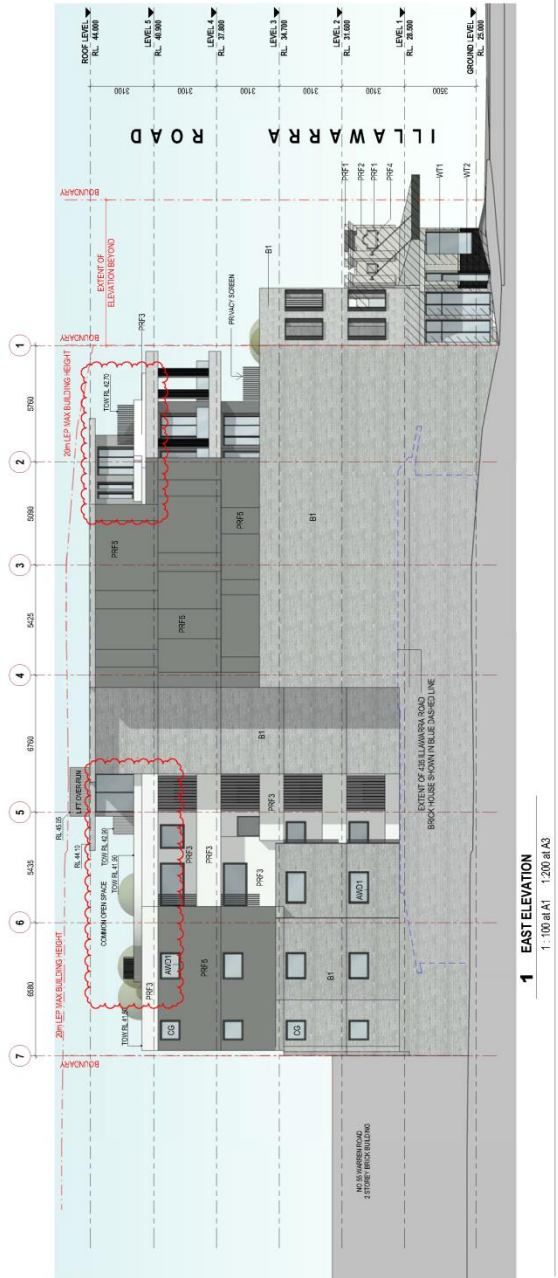 7
6
5
4
3
2
1
6580
5435
6760
5425
5090
5760
BOUNDARY
20m LEP MAX BUILDING HEIGHT
20m LEP MAX BUILDING HEIGHT
BOUNDARY
BOUNDARY
EXTENT OF
ELEVATION BEYOND
LIFT OVER-RUN
RL 44.10
COMMON OPEN SPACE
TOW RL 42.90
TOW RL 41.90
TOW RL 42.70
PRF3
PRIVACY SCREEN
ROOF LEVEL
RL. 44.000
LEVEL 5
RL. 40.900
LEVEL 4
RL. 37.800
LEVEL 3
RL. 34.700
LEVEL 2
RL. 31.600
LEVEL 1
RL. 28.500
GROUND LEVEL
RL. 25.000
3100
3100
3100
3100
3100
3500
ILLAWARRA ROAD
PRF3
AWD1
CG
PRF5
PRF3
PRF3
PRF3
PRF3
CG
AWD1
B1
B1
PRF5
PRF5
PRF5
B1
B1
PRF1
PRF2
PRF1
PRF4
WT1
WT2
EXTENT OF 435 ILLAWARRA ROAD
BRICK HOUSE SHOWN IN BLUE DASHED LINE
NO 55 WARREN ROAD
2 STOREY BRICK BUILDING
1 EAST ELEVATION
1 : 100 at A1 1:200 at A3